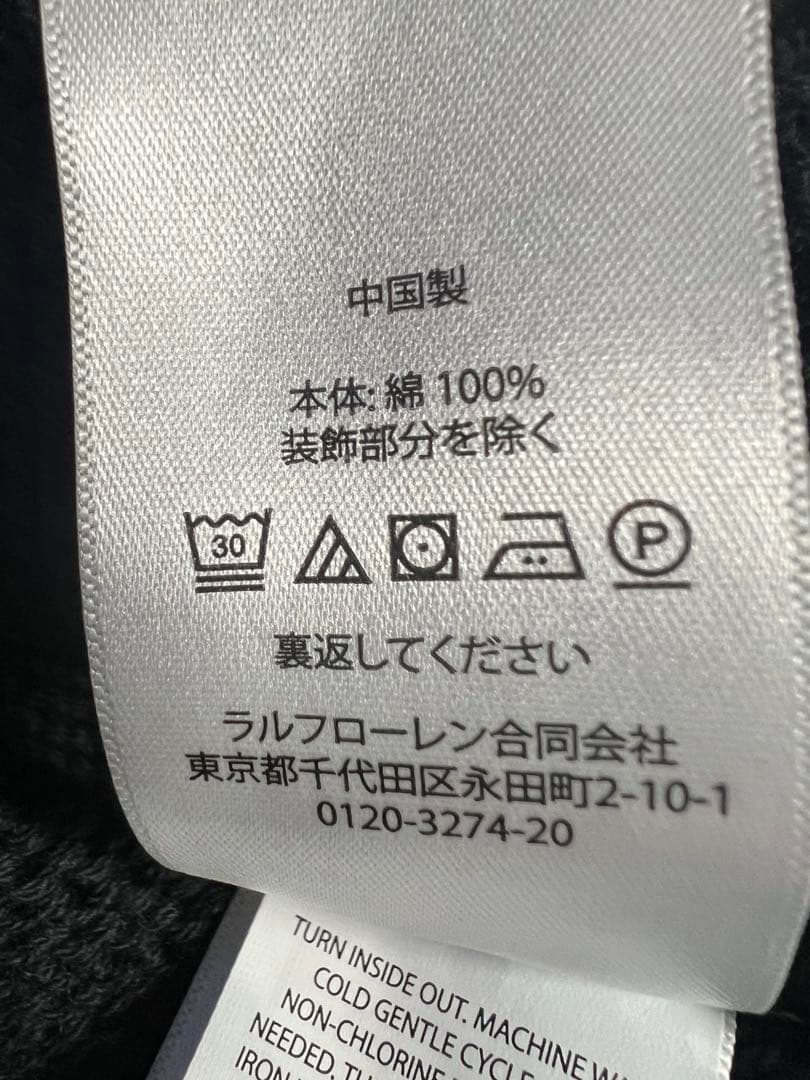 中国製
本体: 綿 100%
装飾部分を除く
30 P
裏返してください
ラルフローレン合同会社
東京都千代田区永田町2-10-1
0120-3274-20
TURN INSIDE OUT. MACHINE
COLD GENTLE CYCLE
NON-CHLORINE
NEEDED,
IRON